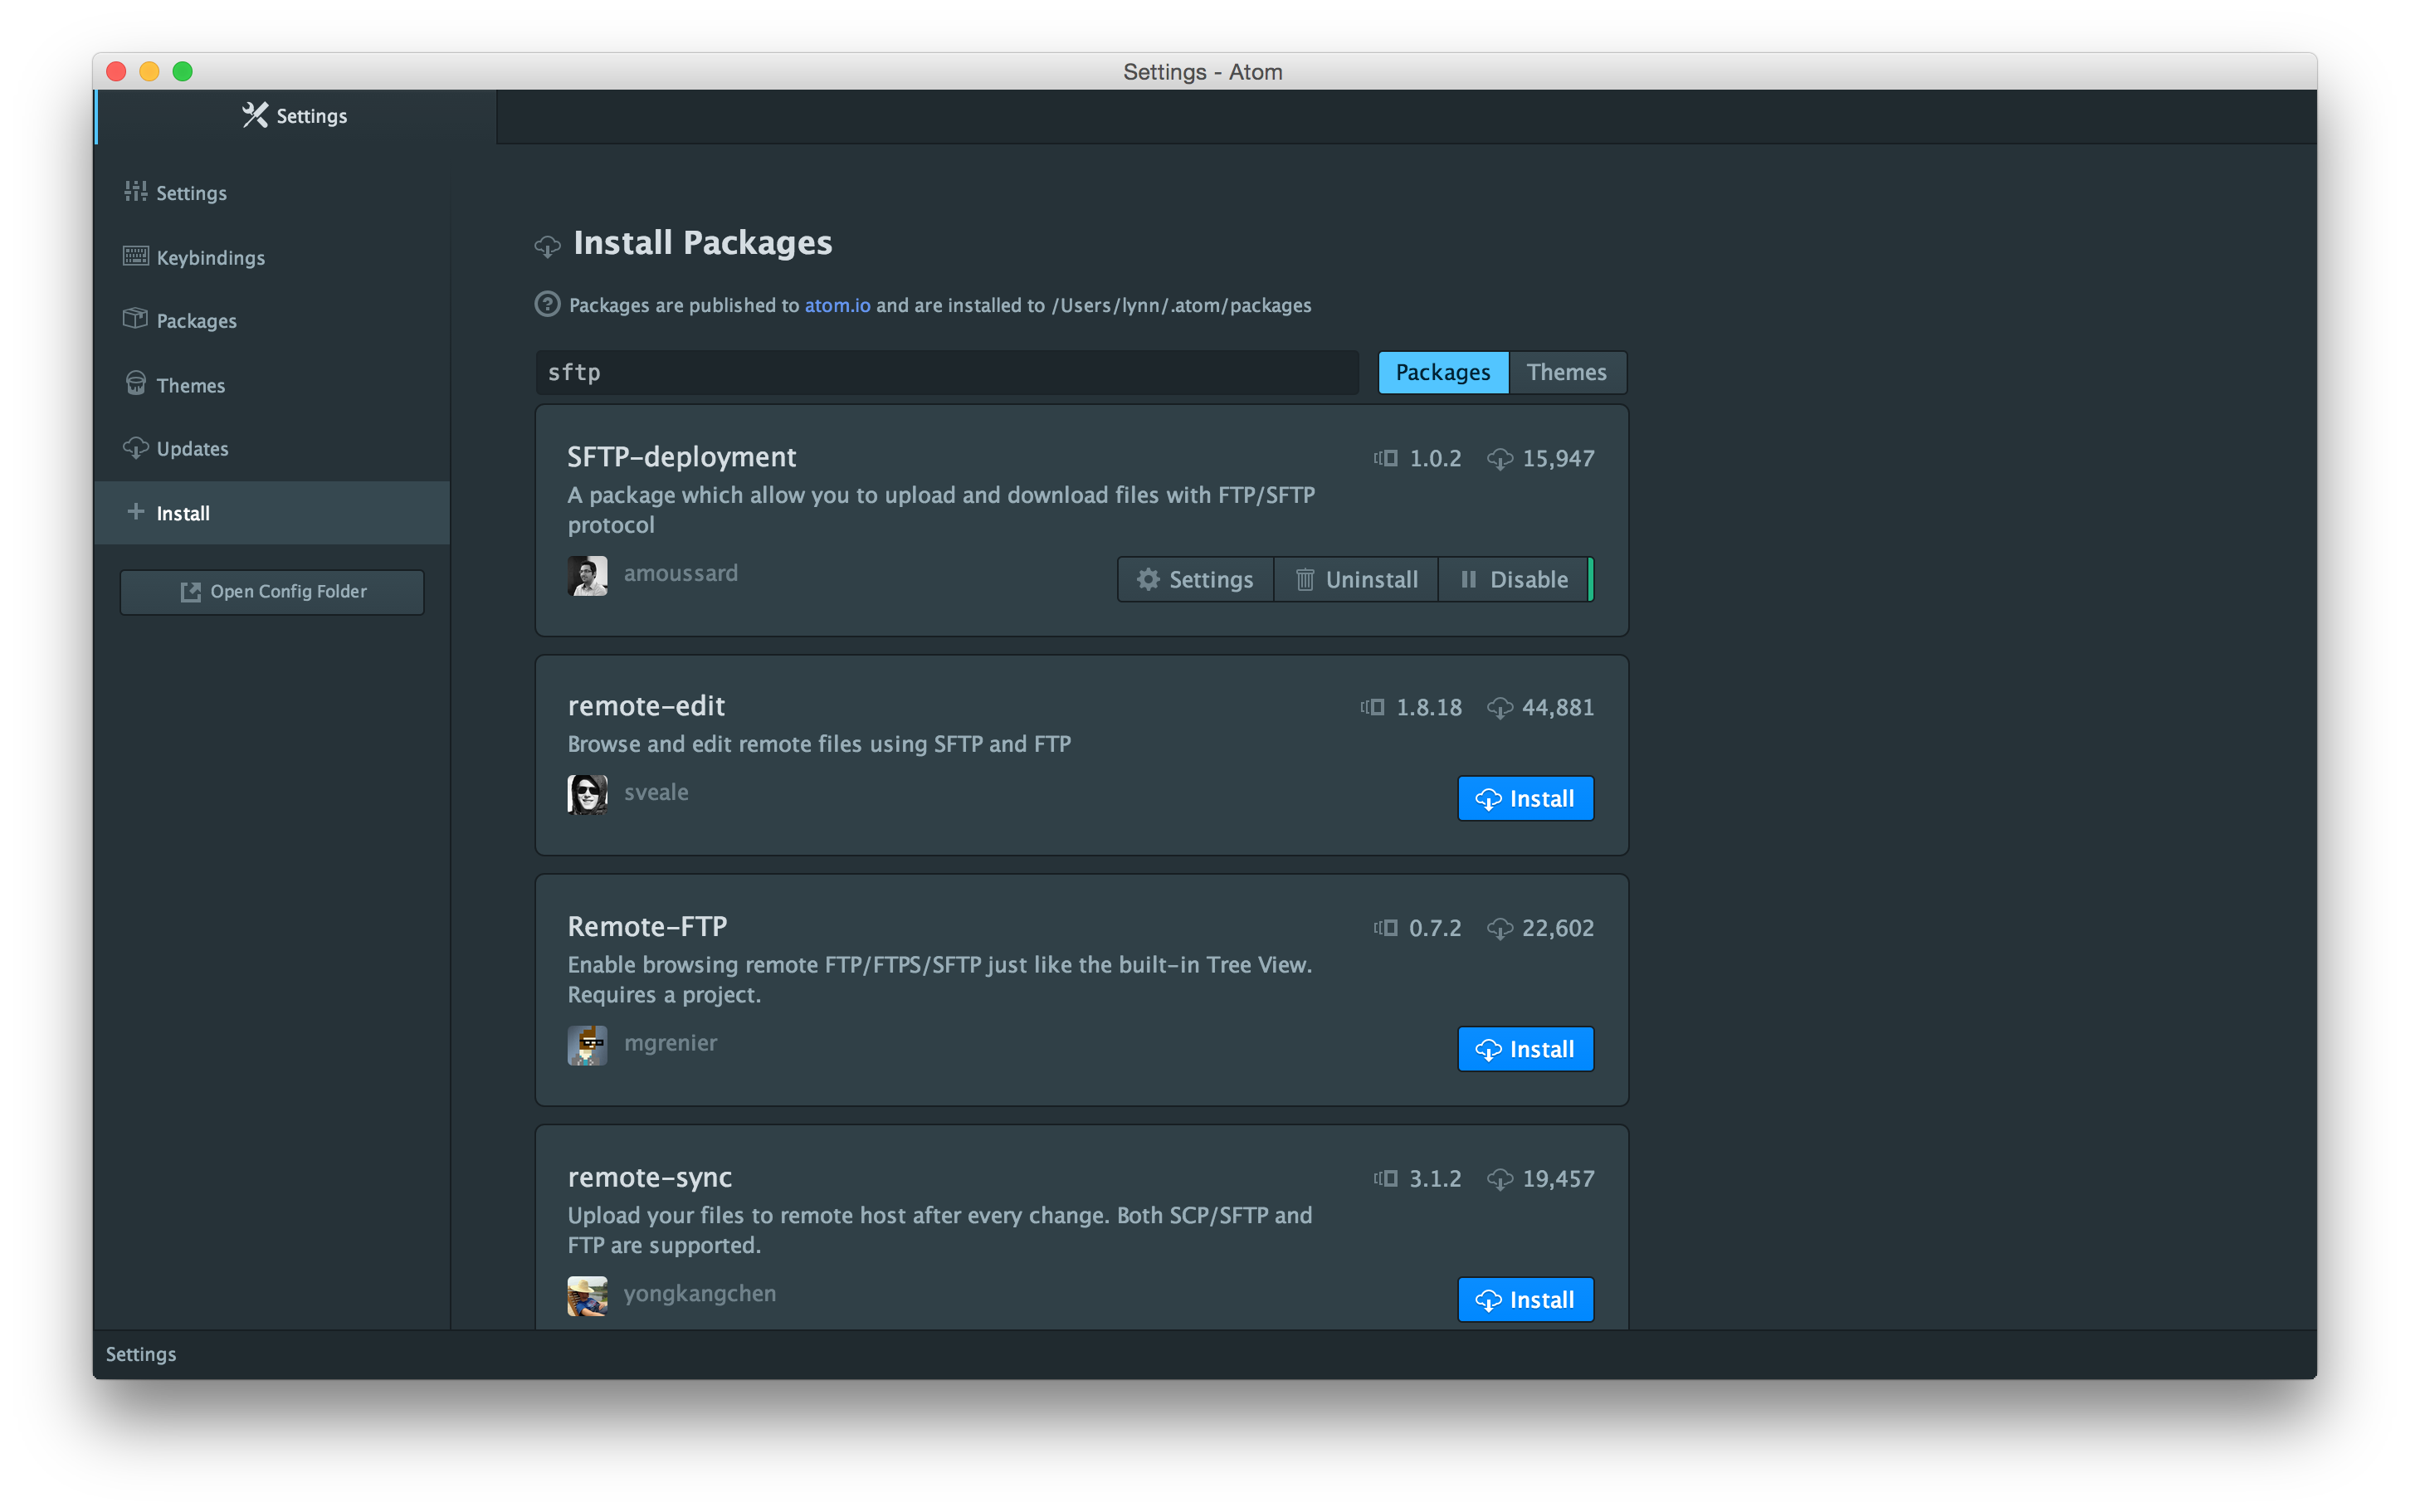 Settings - Atom
Settings
Settings
Keybindings
Packages
Themes
Updates
Install
Open Config Folder
Install Packages
Packages are published to atom.io and are installed to /Users/lynn/.atom/packages
sftp
Packages
Themes
SFTP-deployment
1.0.2
15,947
A package which allow you to upload and download files with FTP/SFTP
protocol
amoussard
Settings
Uninstall
Disable
remote-edit
1.8.18
44,881
Browse and edit remote files using SFTP and FTP
sveale
Install
Remote-FTP
0.7.2
22,602
Enable browsing remote FTP/FTPS/SFTP just like the built-in Tree View.
Requires a project.
mgrenier
Install
remote-sync
3.1.2
19,457
Upload your files to remote host after every change. Both SCP/SFTP and
FTP are supported.
yongkangchen
Install
Settings